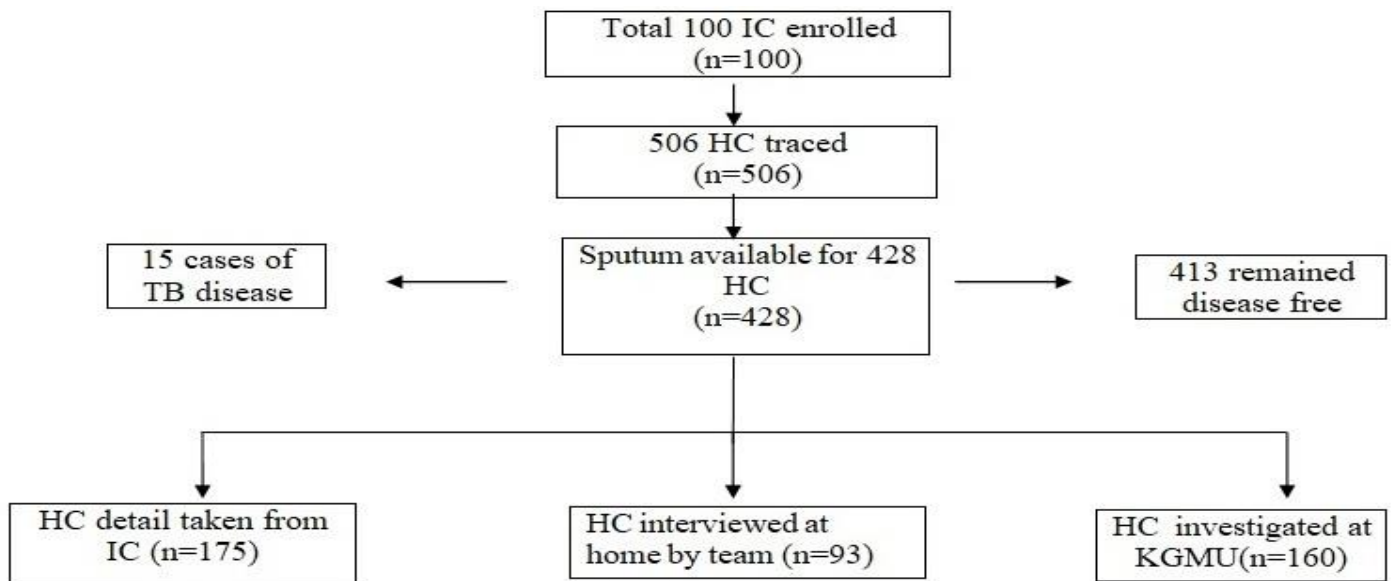 Total 100 IC enrolled
(n=100)
506 HC traced
(n=506)
15 cases of
TB disease
Sputum available for 428
HC
(n=428)
413 remained
disease free
HC detail taken from
IC (n=175)
HC interviewed at
home by team (n=93)
HC investigated at
KGMU(n=160)